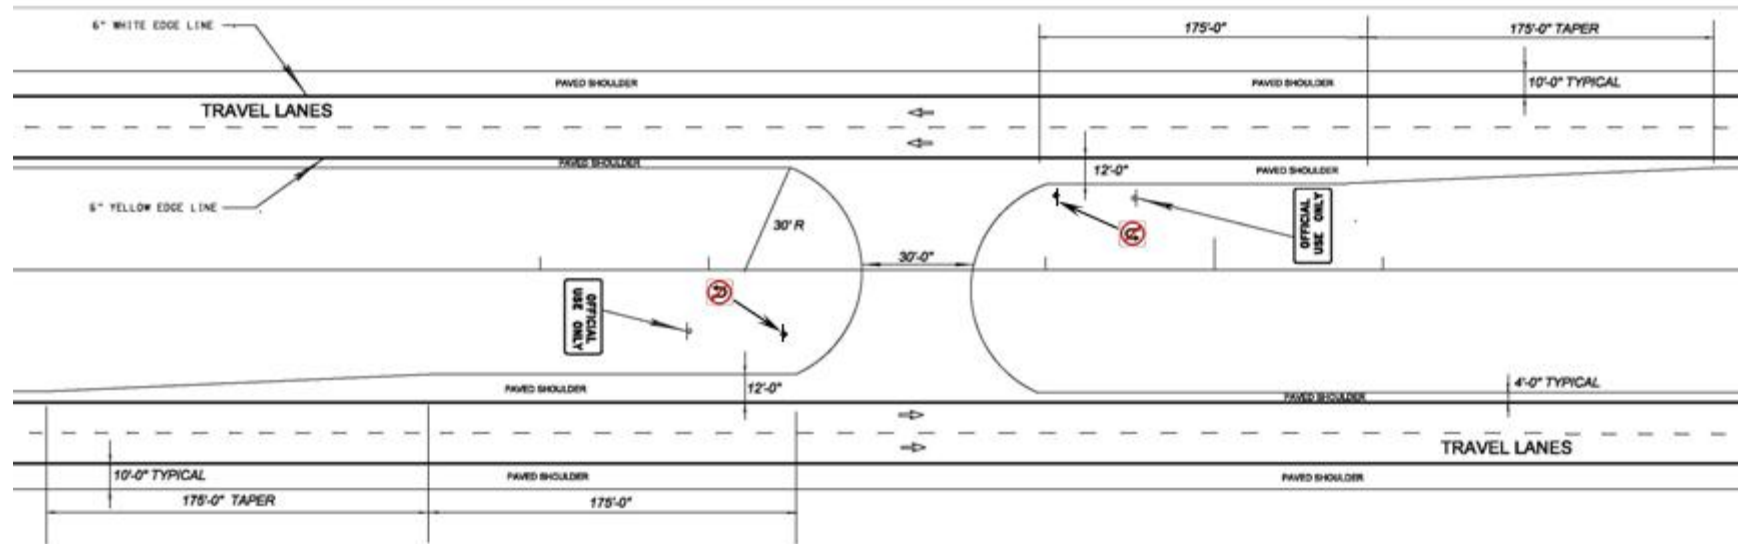 6" WHITE EDGE LINE
175'-0"
175'-0" TAPER
PAVED SHOULDER
PAVED SHOULDER
10'-0" TYPICAL
TRAVEL LANES
PAVED SHOULDER
12'-0"
PAVED SHOULDER
6" YELLOW EDGE LINE
30' R
OFFICIAL
USE ONLY
30'-0"
OFFICIAL
USE ONLY
PAVED SHOULDER
12'-0"
4'-0" TYPICAL
PAVED SHOULDER
TRAVEL LANES
10'-0" TYPICAL
PAVED SHOULDER
PAVED SHOULDER
175'-0" TAPER
175'-0"